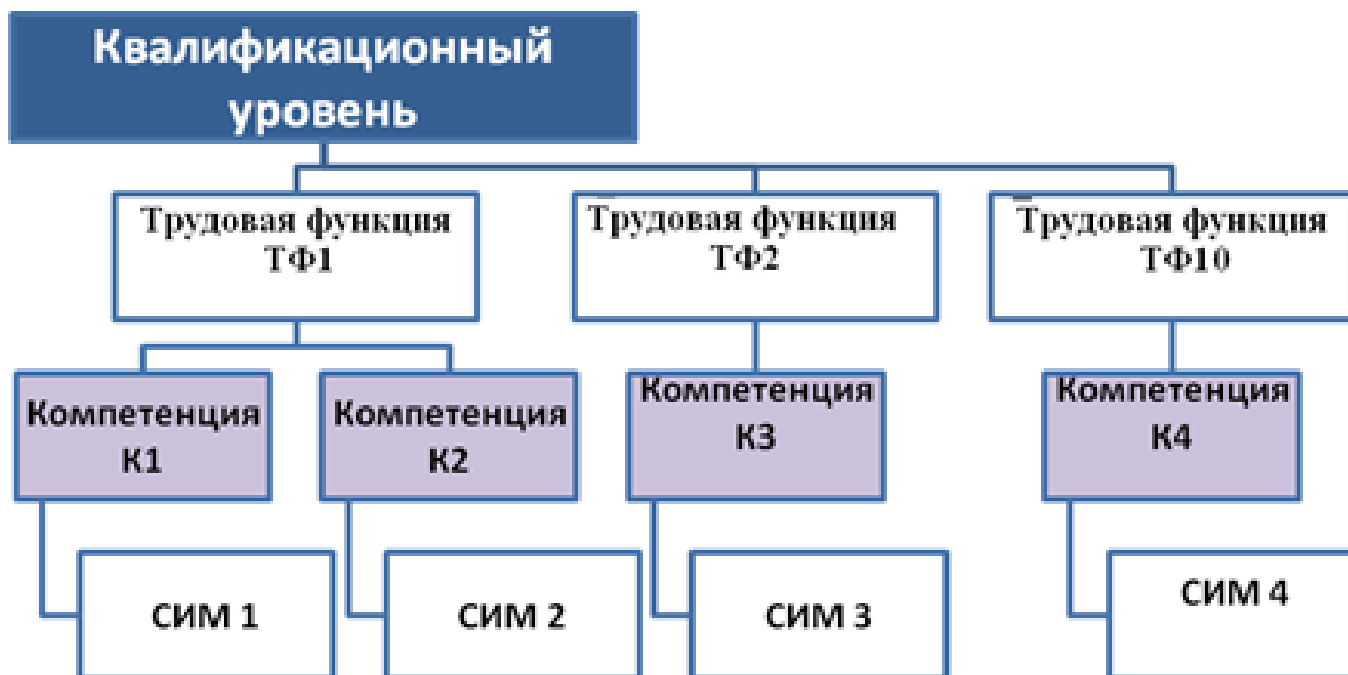 Квалификационный
уровень
Трудовая функция
ТФ1
Трудовая функция
ТФ2
Трудовая функция
ТФ10
Компетенция
К1
Компетенция
К2
Компетенция
К3
Компетенция
К4
СИМ 1
СИМ 2
СИМ 3
СИМ 4